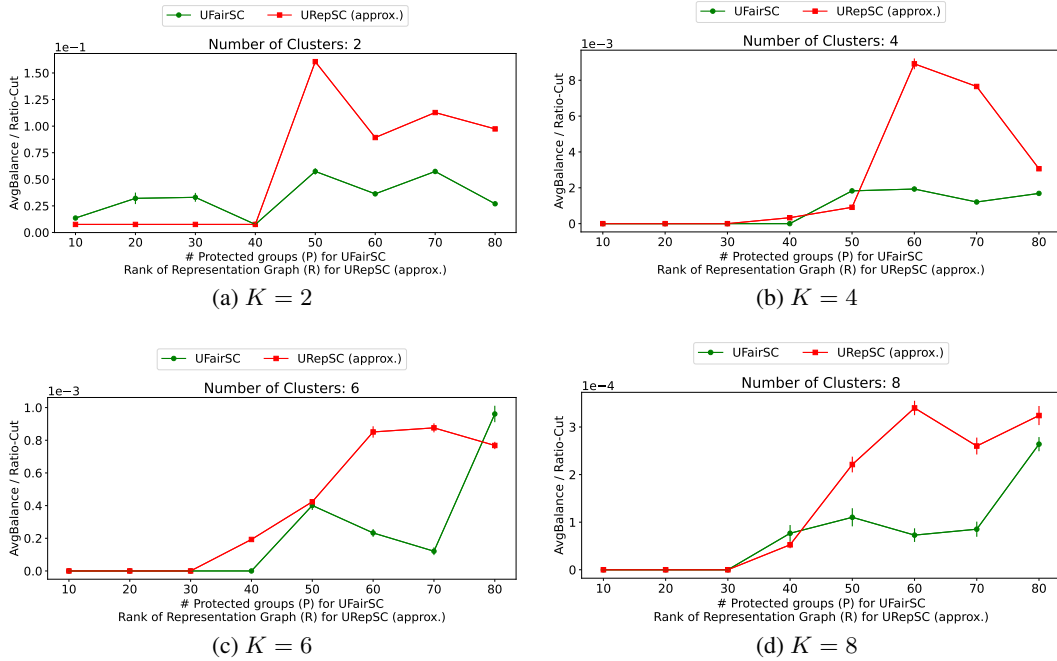 UFairSC URepSC (approx.)
Number of Clusters: 2
1e−1
AvgBalance / Ratio-Cut
1.50
1.25
1.00
0.75
0.50
0.25
0.00
10 20 30 40 50 60 70 80
# Protected groups (P) for UFairSC
Rank of Representation Graph (R) for URepSC (approx.)
(a) K = 2
UFairSC URepSC (approx.)
Number of Clusters: 4
1e−3
AvgBalance / Ratio-Cut
8
6
4
2
0
10 20 30 40 50 60 70 80
# Protected groups (P) for UFairSC
Rank of Representation Graph (R) for URepSC (approx.)
(b) K = 4
UFairSC URepSC (approx.)
Number of Clusters: 6
1e−3
AvgBalance / Ratio-Cut
1.0
0.8
0.6
0.4
0.2
0.0
10 20 30 40 50 60 70 80
# Protected groups (P) for UFairSC
Rank of Representation Graph (R) for URepSC (approx.)
(c) K = 6
UFairSC URepSC (approx.)
Number of Clusters: 8
1e−4
AvgBalance / Ratio-Cut
3
2
1
0
10 20 30 40 50 60 70 80
# Protected groups (P) for UFairSC
Rank of Representation Graph (R) for URepSC (approx.)
(d) K = 8